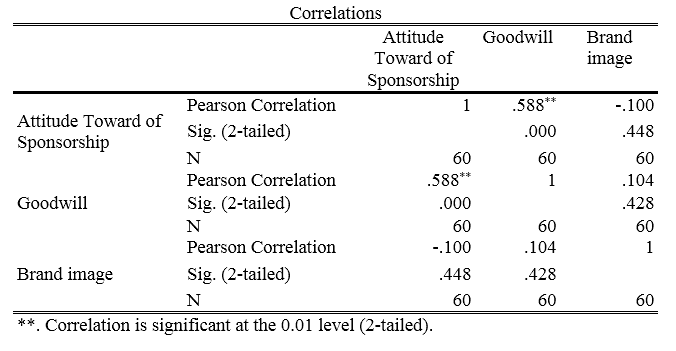 Correlations
Attitude Toward of Sponsorship Goodwill Brand image
Attitude Toward of Sponsorship Pearson Correlation 1 .588** -.100
Sig. (2-tailed) .000 .448
N 60 60 60
Goodwill Pearson Correlation .588** 1 .104
Sig. (2-tailed) .000 .428
N 60 60 60
Brand image Pearson Correlation -.100 .104 1
Sig. (2-tailed) .448 .428
N 60 60 60
**. Correlation is significant at the 0.01 level (2-tailed).